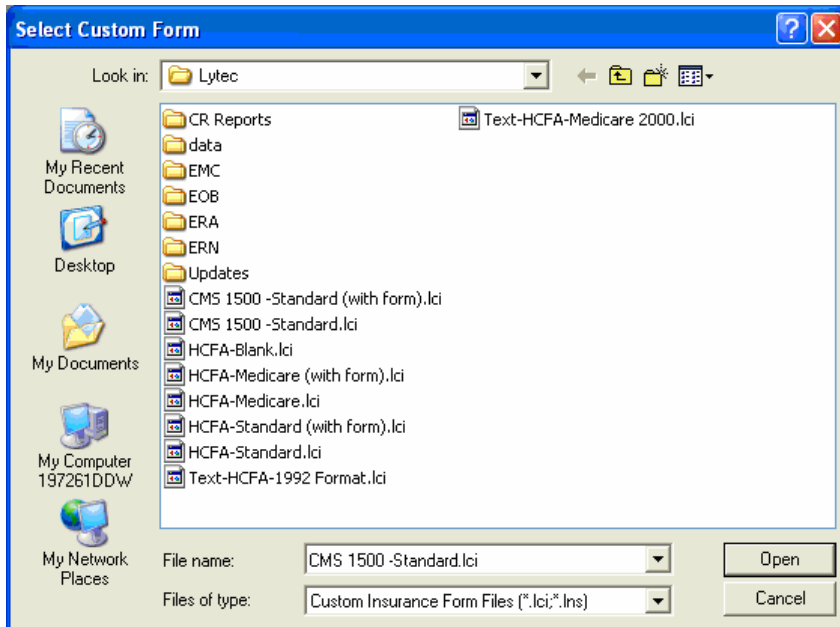 Select Custom Form
Look in: Lytec
My Recent
Documents
Desktop
My Documents
My Computer
197261DDW
My Network
Places
CR Reports
data
EMC
EOB
ERA
ERN
Updates
CMS 1500 -Standard (with form).lci
CMS 1500 -Standard.lci
HCFA-Blank.lci
HCFA-Medicare (with form).lci
HCFA-Medicare.lci
HCFA-Standard (with form).lci
HCFA-Standard.lci
Text-HCFA-1992 Format.lci
Text-HCFA-Medicare 2000.lci
File name: CMS 1500 -Standard.lci
Open
Files of type: Custom Insurance Form Files (*.lci;*.Ins)
Cancel